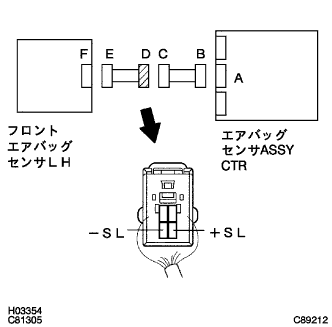 F E D C B
A
フロント
エアバッグ
センサLH
エアバッグ
センサASSY
CTR
−SL
+SL
H03354
C81305
C89212